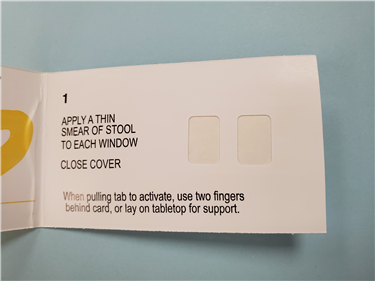 1
APPLY A THIN
SMEAR OF STOOL
TO EACH WINDOW
CLOSE COVER
When pulling tab to activate, use two fingers
behind card, or lay on tabletop for support.